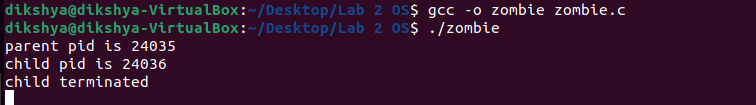 dikshya@dikshya-VirtualBox:~/Desktop/Lab 2 OS$ gcc -o zombie zombie.c
dikshya@dikshya-VirtualBox:~/Desktop/Lab 2 OS$ ./zombie
parent pid is 24035
child pid is 24036
child terminated